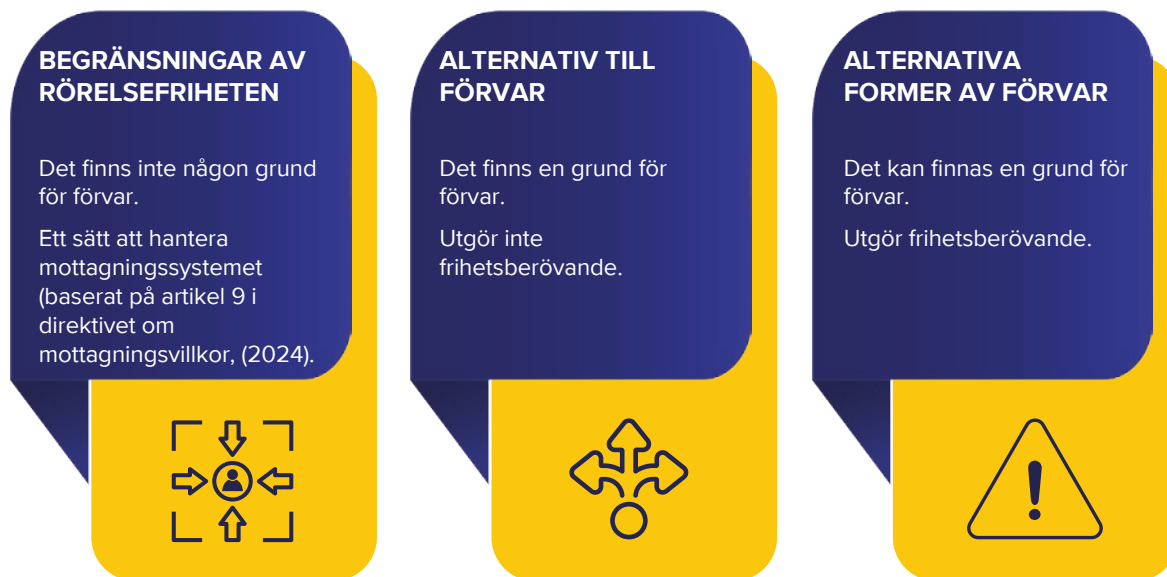 BEGRÄNSNINGAR AV
RÖRELSEFRIHETEN
Det finns inte någon grund
för förvar.
Ett sätt att hantera
mottagningssystemet
(baserat på artikel 9 i
direktivet om
mottagningsvillkor, (2024).
ALTERNATIV TILL
FÖRVAR
Det finns en grund för
förvar.
Utgör inte
frihetsberövande.
ALTERNATIVA
FORMER AV FÖRVAR
Det kan finnas en grund för
förvar.
Utgör frihetsberövande.